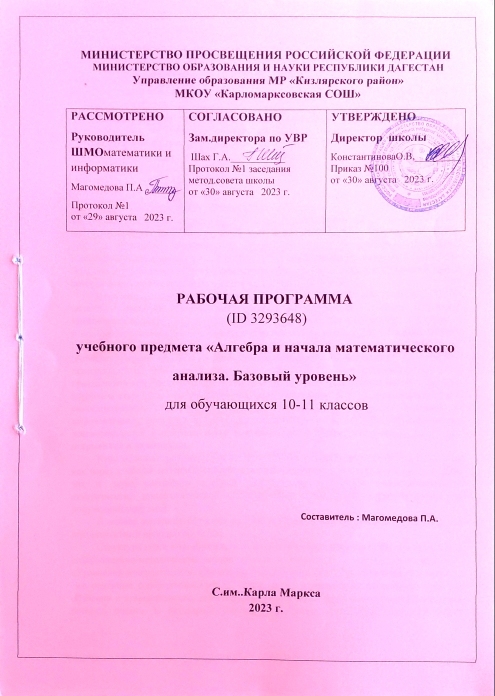 МИНИСТЕРСТВО ПРОСВЕЩЕНИЯ РОССИЙСКОЙ ФЕДЕРАЦИИ
МИНИСТЕРСТВО ОБРАЗОВАНИЯ И НАУКИ РЕСПУБЛИКИ ДАГЕСТАН
Управление образования МР «Кизлярского район»
МКОУ «Карломарксовская СОШ»
РАССМОТРЕНО
Руководитель
ШМОматематики и
информатики
Магомедова П.А
Протокол №1
от «29» августа 2023 г.
СОГЛАСОВАНО
Зам.директора по УВР
Шах Г.А.
Протокол №1 заседания
метод.совета школы
от «30» августа 2023 г.
УТВЕРЖДЕНО
Директор школы
КонстантиноваО.В.
Приказ №100
от «30» августа 2023 г.
РАБОЧАЯ ПРОГРАММА
(ID 3293648)
учебного предмета «Алгебра и начала математического
анализа. Базовый уровень»
для обучающихся 10-11 классов
Составитель : Магомедова П.А.
С.им..Карла Маркса
2023 г.